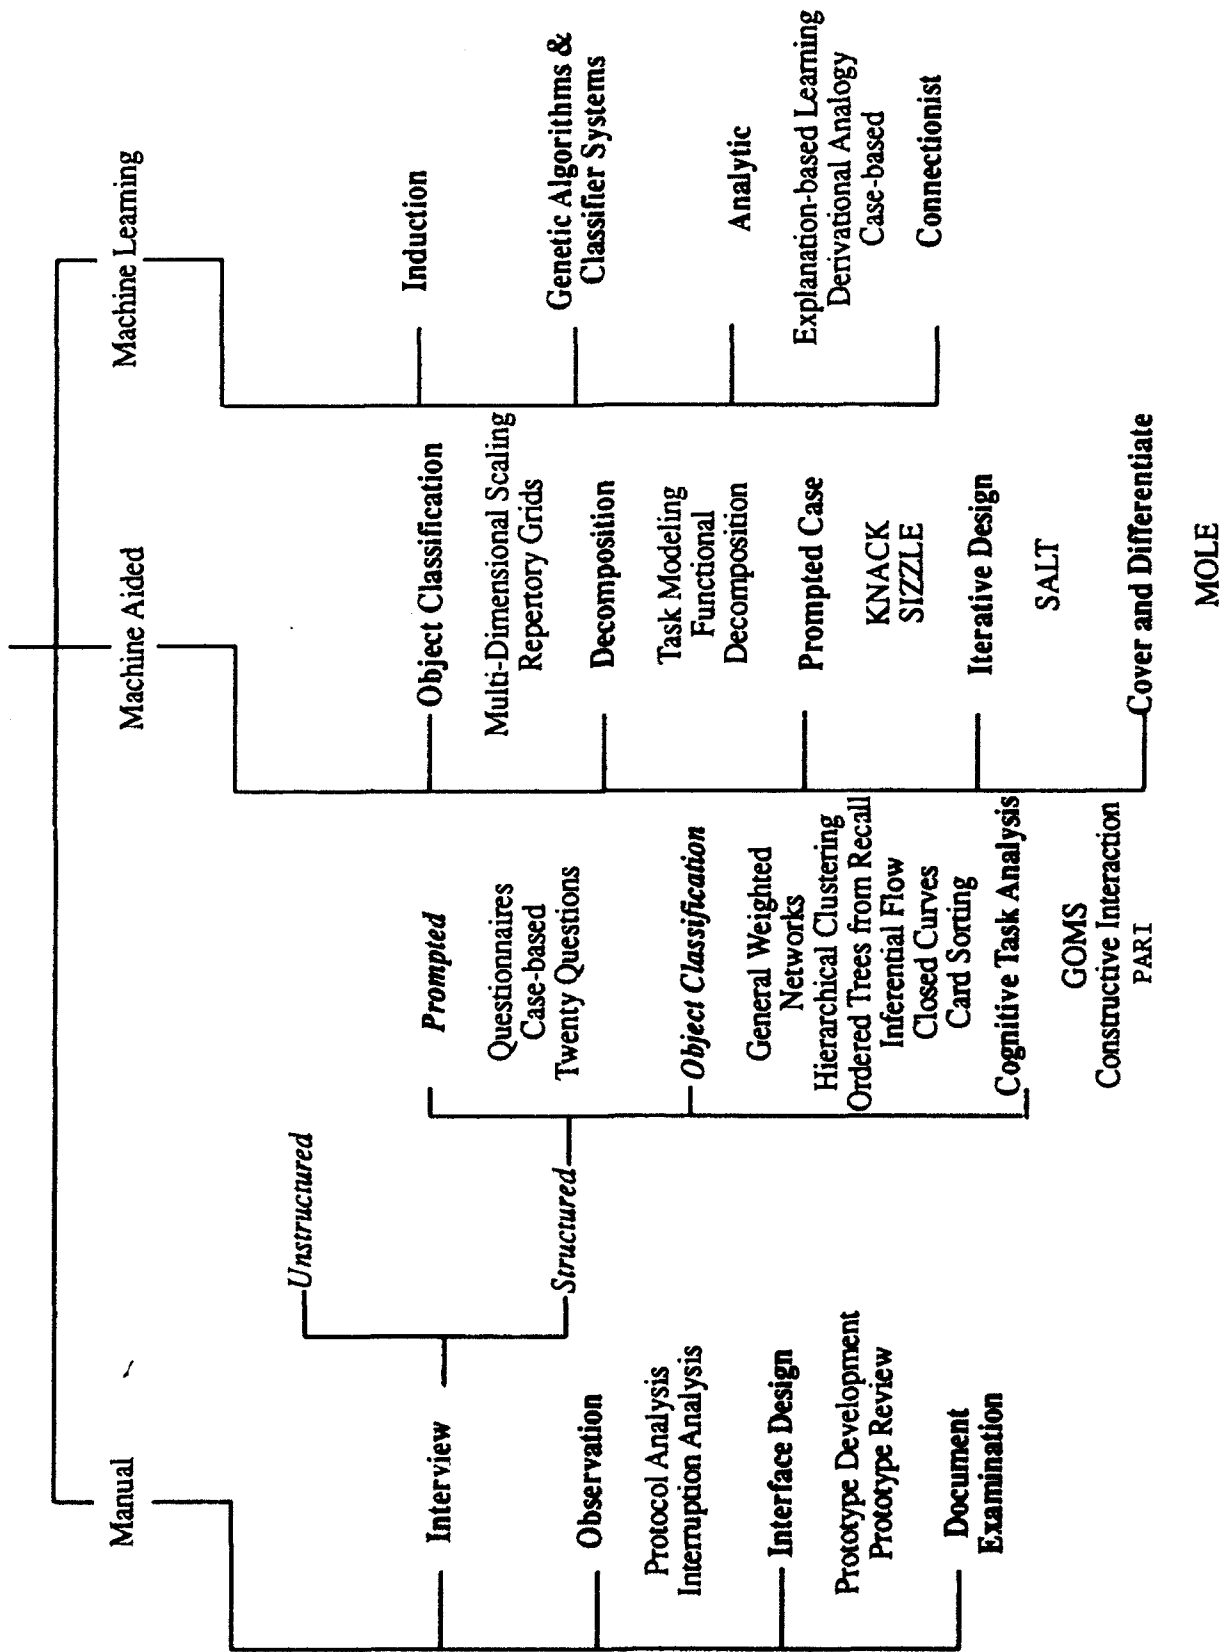 Manual
Interview
Unstructured
Structured
Prompted
Questionnaires
Case-based
Twenty Questions
Object Classification
General Weighted
Networks
Hierarchical Clustering
Ordered Trees from Recall
Inferential Flow
Closed Curves
Card Sorting
Cognitive Task Analysis
GOMS
Constructive Interaction
PARI
Observation
Protocol Analysis
Interruption Analysis
Interface Design
Prototype Development
Prototype Review
Document
Examination
Machine Aided
Object Classification
Multi-Dimensional Scaling
Repertory Grids
Decomposition
Task Modeling
Functional
Decomposition
Prompted Case
KNACK
SIZZLE
Iterative Design
SALT
Cover and Differentiate
MOLE
Machine Learning
Induction
Genetic Algorithms &
Classifier Systems
Analytic
Explanation-based Learning
Derivational Analogy
Case-based
Connectionist